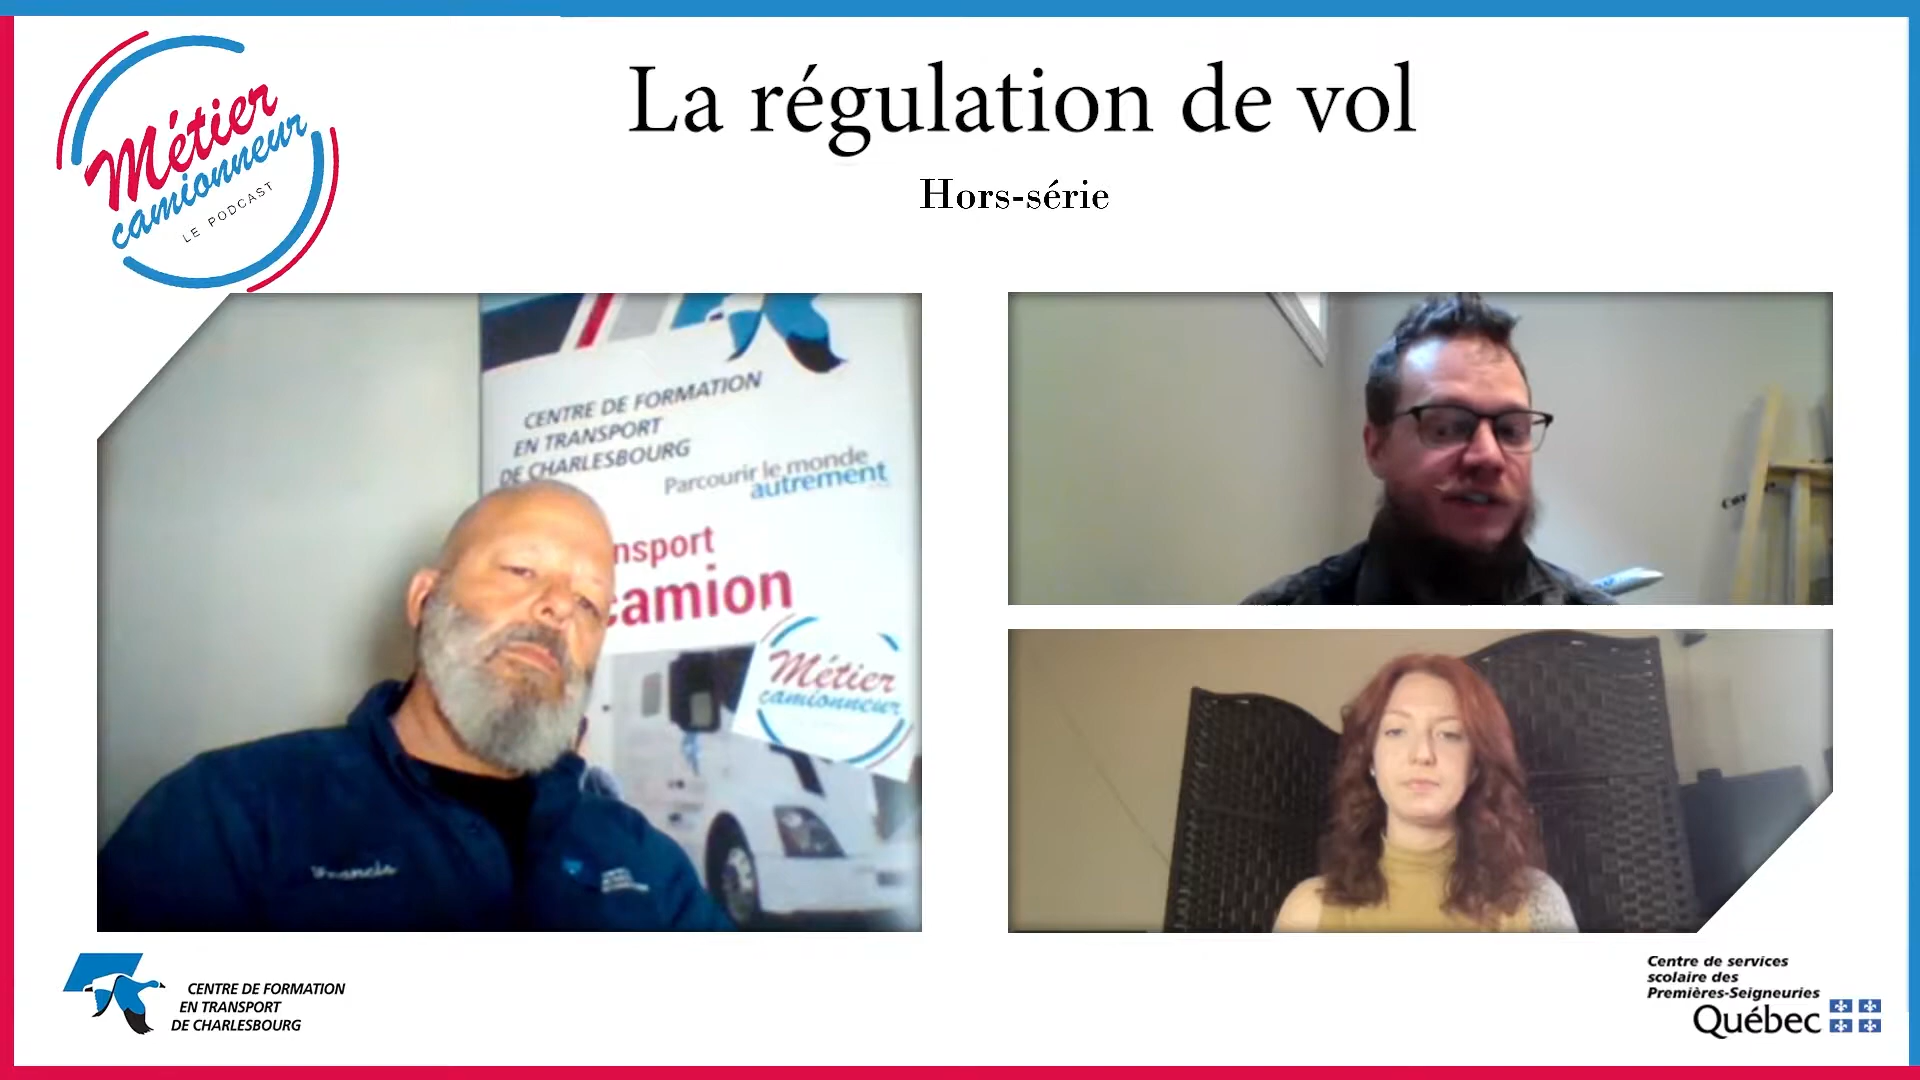 Métier
camionneur
LE PODCAST
La régulation de vol
Hors-série
CENTRE DE FORMATION
EN TRANSPORT
DE CHARLESBOURG
Parcourir le monde
autrement
nsport
camion
Métier
camionneur
Francis
CENTRE DE FORMATION
EN TRANSPORT
DE CHARLESBOURG
Centre de services
scolaire des
Premières-Seigneuries
Québec